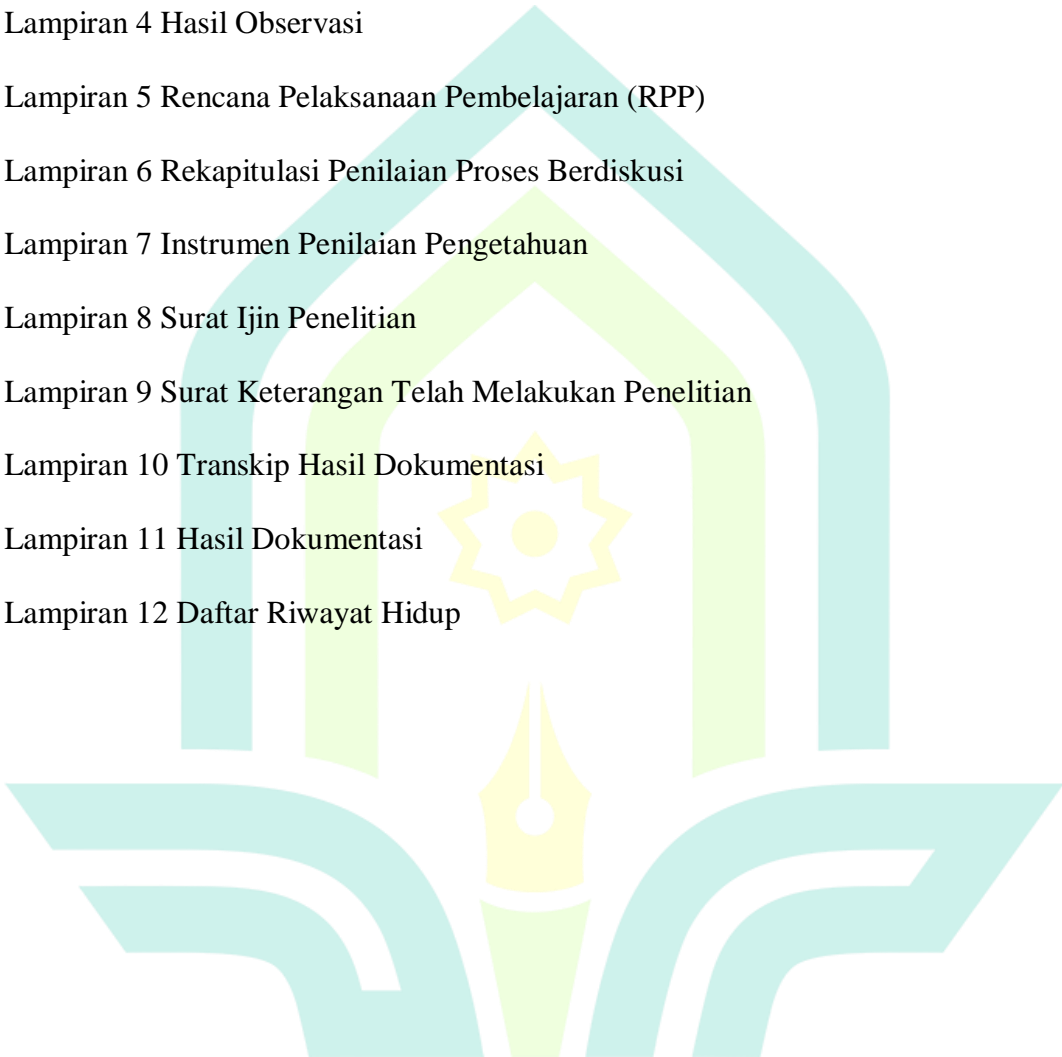 Lampiran 4 Hasil Observasi
Lampiran 5 Rencana Pelaksanaan Pembelajaran (RPP)
Lampiran 6 Rekapitulasi Penilaian Proses Berdiskusi
Lampiran 7 Instrumen Penilaian Pengetahuan
Lampiran 8 Surat Ijin Penelitian
Lampiran 9 Surat Keterangan Telah Melakukan Penelitian
Lampiran 10 Transkip Hasil Dokumentasi
Lampiran 11 Hasil Dokumentasi
Lampiran 12 Daftar Riwayat Hidup